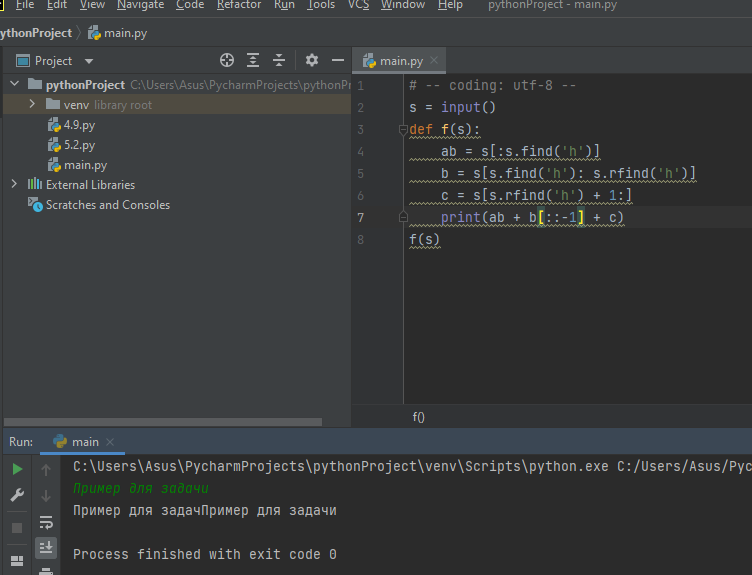 File Edit View Navigate Code Refactor Run Tools VCS Window Help pythonProject - main.py
ythonProject main.py
Project
main.py
pythonProject C:\Users\Asus\PycharmProjects\pythonPr
venv library root
4.9.py
5.2.py
main.py
External Libraries
Scratches and Consoles
1 # -- coding: utf-8 --
2 s = input()
3 def f(s):
4 ab = s[:s.find('h')]
5 b = s[s.find('h'): s.rfind('h')]
6 c = s[s.rfind('h') + 1:]
7 print(ab + b[::-1] + c)
8 f(s)
f()
Run: main
C:\Users\Asus\PycharmProjects\pythonProject\venv\Scripts\python.exe C:/Users/Asus/Pyc
Пример для задачи
Пример для задачПример для задачи
Process finished with exit code 0